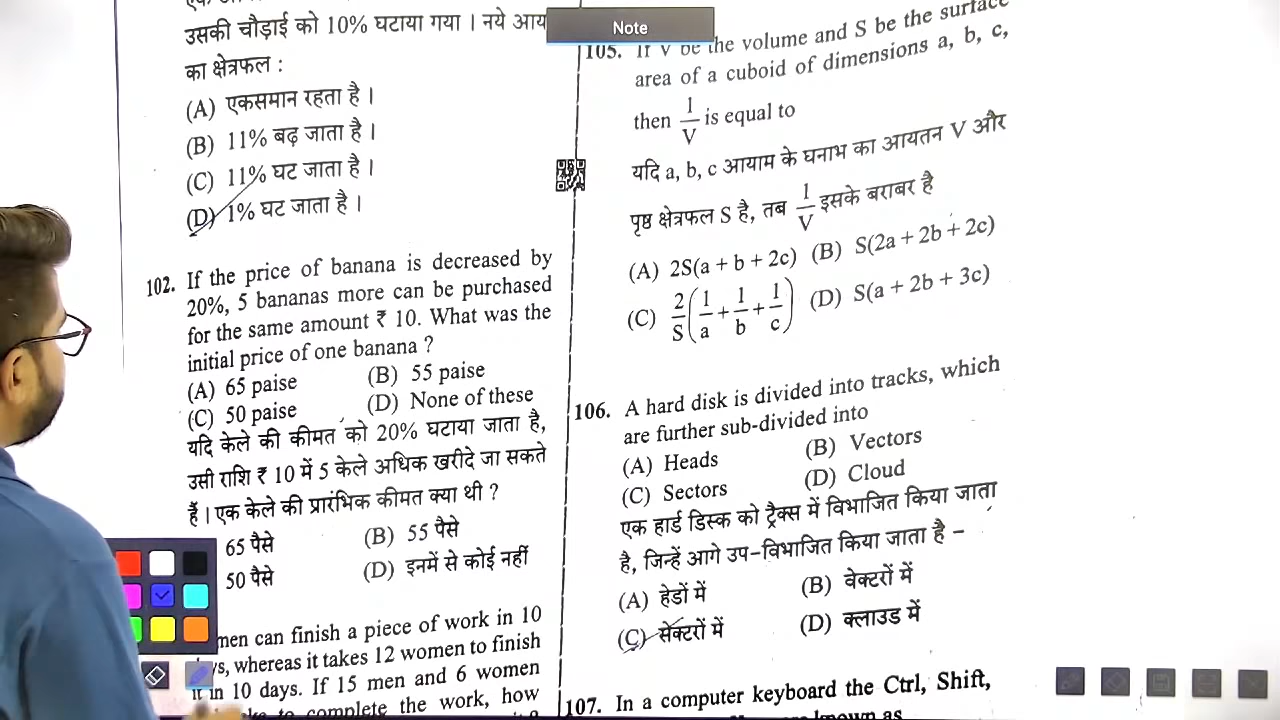 उसकी चौड़ाई को 10% घटाया गया । नये आय
का क्षेत्रफल :
(A) एकसमान रहता है ।
(B) 11% बढ़ जाता है ।
(C) 11% घट जाता है ।
(D) 1% घट जाता है ।
102. If the price of banana is decreased by
20%, 5 bananas more can be purchased
for the same amount ₹ 10. What was the
initial price of one banana ?
(A) 65 paise (B) 55 paise
(C) 50 paise (D) None of these
यदि केले की कीमत को 20% घटाया जाता है,
उसी राशि ₹ 10 में 5 केले अधिक खरीदे जा सकते
हैं । एक केले की प्रारंभिक कीमत क्या थी ?
65 पैसे (B) 55 पैसे
50 पैसे (D) इनमें से कोई नहीं
men can finish a piece of work in 10
whereas it takes 12 women to finish
it in 10 days. If 15 men and 6 women
to complete the work, how
Note
105. If V be the volume and S be the surface
area of a cuboid of dimensions a, b, c,
then 1/V is equal to
यदि a, b, c आयाम के घनाभ का आयतन V और
पृष्ठ क्षेत्रफल S है, तब 1/V इसके बराबर है
(A) 2S(a + b + 2c) (B) S(2a + 2b + 2c)
(C) 2/S(1/a + 1/b + 1/c) (D) S(a + 2b + 3c)
106. A hard disk is divided into tracks, which
are further sub-divided into
(A) Heads (B) Vectors
(C) Sectors (D) Cloud
एक हार्ड डिस्क को ट्रैक्स में विभाजित किया जाता
है, जिन्हें आगे उप-विभाजित किया जाता है –
(A) हेडों में (B) वेक्टरों में
(C) सेक्टरों में (D) क्लाउड में
107. In a computer keyboard the Ctrl, Shift,
known as